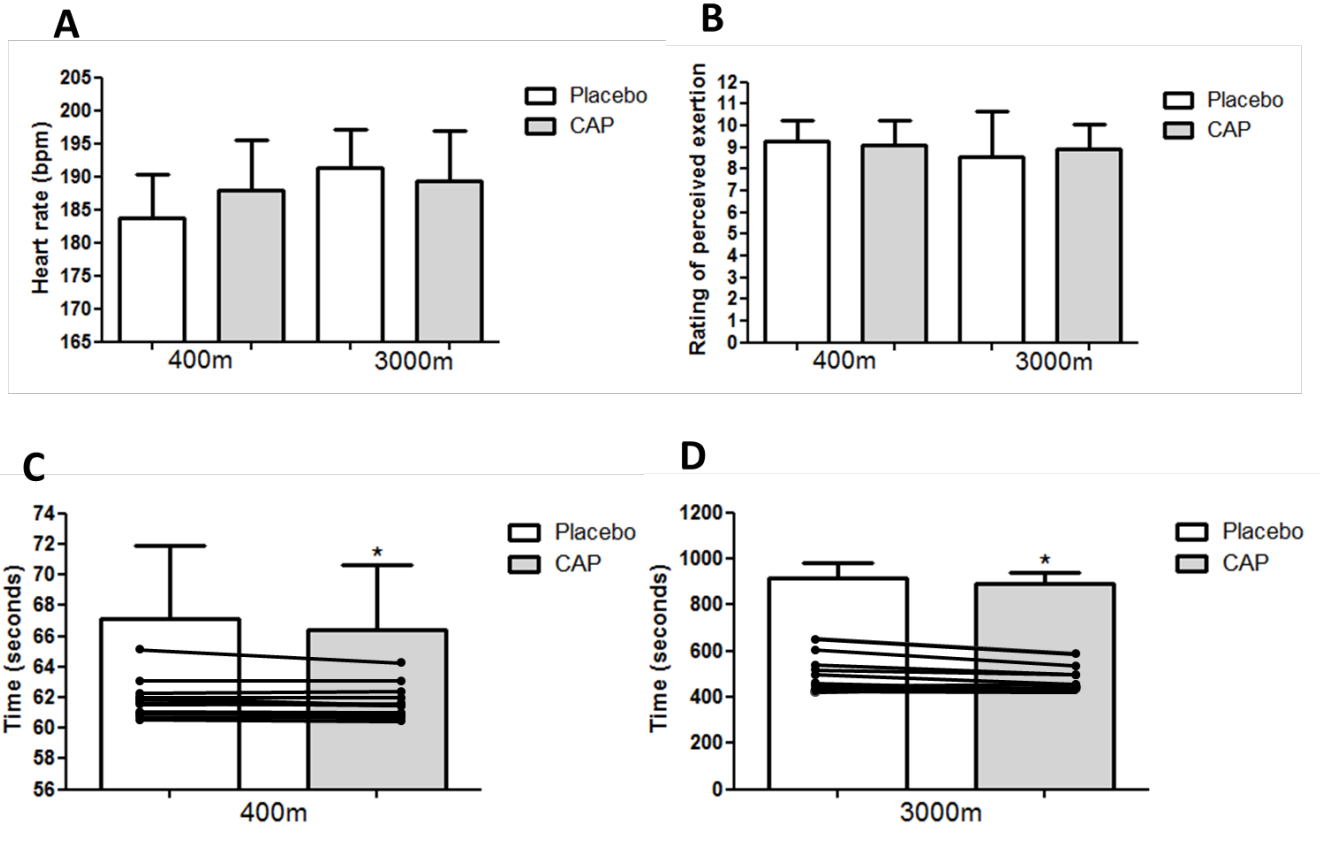 A
205
200
195
190
185
180
175
170
165
Heart rate (bpm)
400m
3000m
Placebo
CAP
B
12
11
10
9
8
7
6
5
4
3
2
1
0
Rating of perceived exertion
400m
3000m
Placebo
CAP
C
74
72
70
68
66
64
62
60
58
56
Time (seconds)
*
400m
Placebo
CAP
D
1200
1000
800
600
400
200
0
Time (seconds)
*
3000m
Placebo
CAP